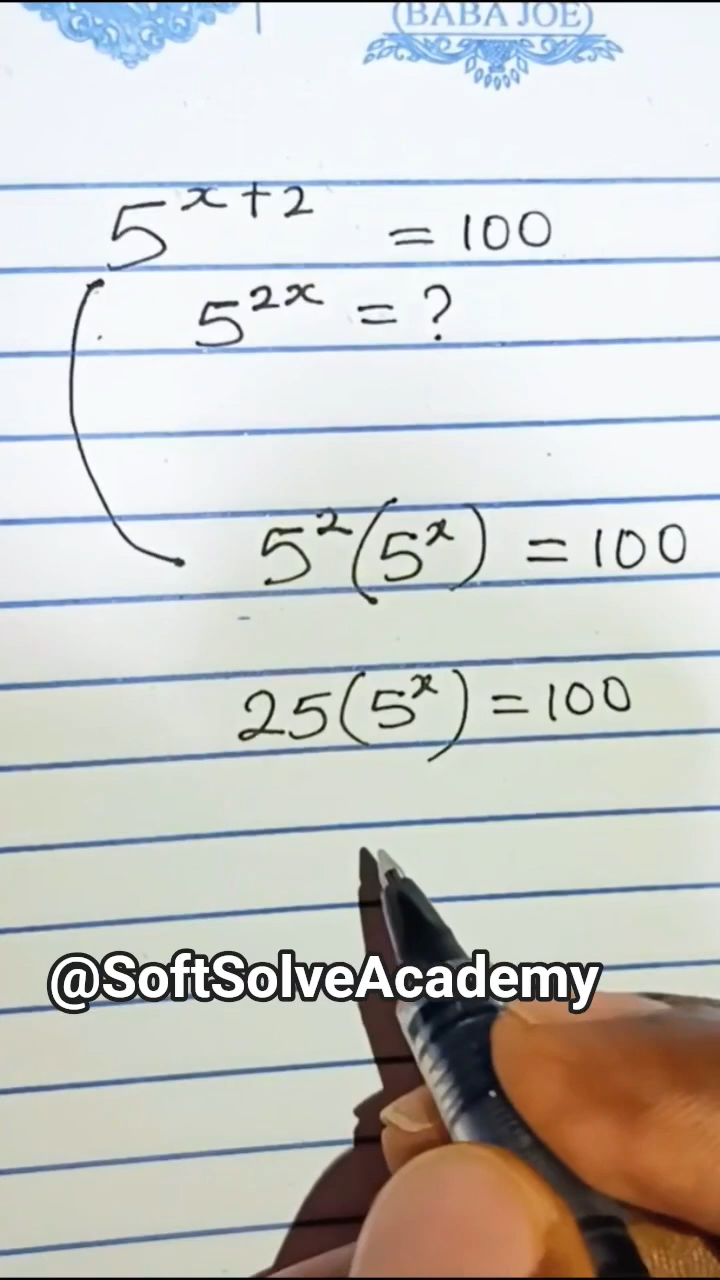 (BABA JOE)
5^{x+2} = 100
5^{2x} = ?
5^2(5^x) = 100
25(5^x) = 100
@SoftSolveAcademy